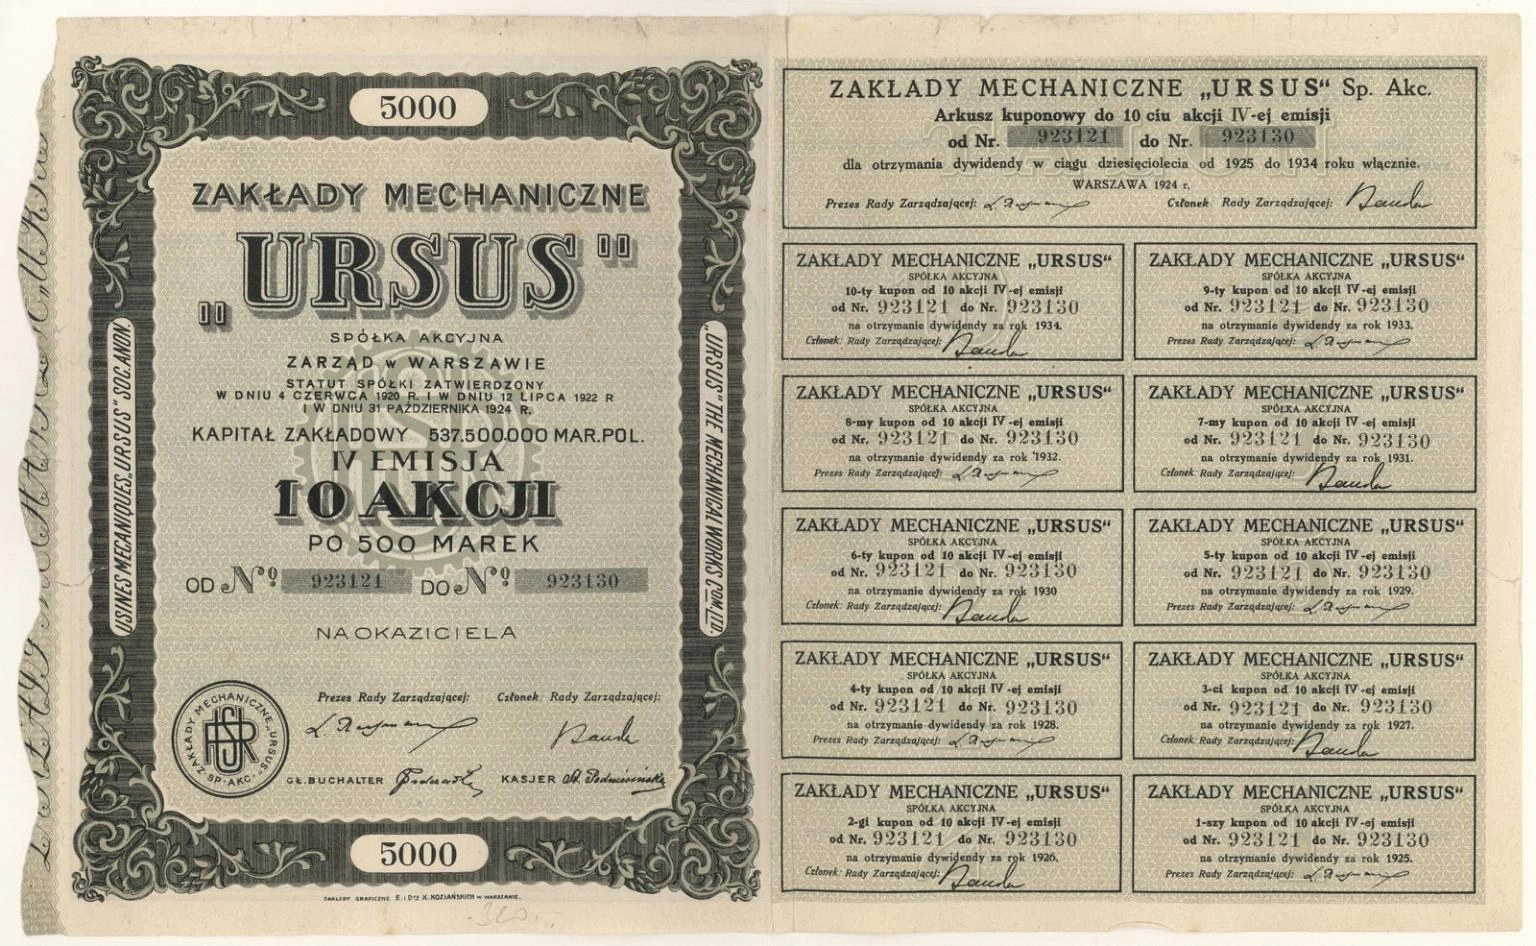 5000
ZAKŁADY MECHANICZNE
„URSUS“
SPÓŁKA AKCYJNA
ZARZĄD w WARSZAWIE
STATUT SPÓŁKI ZATWIERDZONY
W DNIU 4 CZERWCA 1920 R. I W DNIU 12 LIPCA 1922 R
I W DNIU 31 PAŹDZIERNIKA 1924 R.
KAPITAŁ ZAKŁADOWY 537.500.000 MAR.POL.
IV EMISJA
10 AKCJI
PO 500 MAREK
OD Nº 923121 DO Nº 923130
NA OKAZICIELA
Prezes Rady Zarządzającej: Członek Rady Zarządzającej:
GŁ. BUCHALTER KASJER
ZAKŁADY MECHANICZNE „URSUS“ SP. AKC.
5000
USINES MECANIQUES „URSUS“ SOC. ANON.
„URSUS“ THE MECHANICAL WORKS COM. LTD.
ZAKŁADY GRAFICZNE E. i Dra K. KOZIAŃSKICH w WARSZAWIE.
320.-
ZAKŁADY MECHANICZNE „URSUS“ Sp. Akc.
Arkusz kuponowy do 10 ciu akcji IV-ej emisji
od Nr. 923121 do Nr. 923130
dla otrzymania dywidendy w ciągu dziesięciolecia od 1925 do 1934 roku włącznie.
WARSZAWA 1924 r.
Prezes Rady Zarządzającej: Członek Rady Zarządzającej:
ZAKŁADY MECHANICZNE „URSUS“
SPÓŁKA AKCYJNA
10-ty kupon od 10 akcji IV-ej emisji
od Nr. 923121 do Nr. 923130
na otrzymanie dywidendy za rok 1934.
Członek Rady Zarządzającej:
ZAKŁADY MECHANICZNE „URSUS“
SPÓŁKA AKCYJNA
9-ty kupon od 10 akcji IV-ej emisji
od Nr. 923121 do Nr. 923130
na otrzymanie dywidendy za rok 1933.
Prezes Rady Zarządzającej:
ZAKŁADY MECHANICZNE „URSUS“
SPÓŁKA AKCYJNA
8-my kupon od 10 akcji IV-ej emisji
od Nr. 923121 do Nr. 923130
na otrzymanie dywidendy za rok 1932.
Prezes Rady Zarządzającej:
ZAKŁADY MECHANICZNE „URSUS“
SPÓŁKA AKCYJNA
7-my kupon od 10 akcji IV-ej emisji
od Nr. 923121 do Nr. 923130
na otrzymanie dywidendy za rok 1931.
Członek Rady Zarządzającej:
ZAKŁADY MECHANICZNE „URSUS“
SPÓŁKA AKCYJNA
6-ty kupon od 10 akcji IV-ej emisji
od Nr. 923121 do Nr. 923130
na otrzymanie dywidendy za rok 1930
Członek Rady Zarządzającej:
ZAKŁADY MECHANICZNE „URSUS“
SPÓŁKA AKCYJNA
5-ty kupon od 10 akcji IV-ej emisji
od Nr. 923121 do Nr. 923130
na otrzymanie dywidendy za rok 1929.
Prezes Rady Zarządzającej:
ZAKŁADY MECHANICZNE „URSUS“
SPÓŁKA AKCYJNA
4-ty kupon od 10 akcji IV-ej emisji
od Nr. 923121 do Nr. 923130
na otrzymanie dywidendy za rok 1928.
Prezes Rady Zarządzającej:
ZAKŁADY MECHANICZNE „URSUS“
SPÓŁKA AKCYJNA
3-ci kupon od 10 akcji IV-ej emisji
od Nr. 923121 do Nr. 923130
na otrzymanie dywidendy za rok 1927.
Członek Rady Zarządzającej:
ZAKŁADY MECHANICZNE „URSUS“
SPÓŁKA AKCYJNA
2-gi kupon od 10 akcji IV-ej emisji
od Nr. 923121 do Nr. 923130
na otrzymanie dywidendy za rok 1926.
Członek Rady Zarządzającej:
ZAKŁADY MECHANICZNE „URSUS“
SPÓŁKA AKCYJNA
1-szy kupon od 10 akcji IV-ej emisji
od Nr. 923121 do Nr. 923130
na otrzymanie dywidendy za rok 1925.
Prezes Rady Zarządzającej: